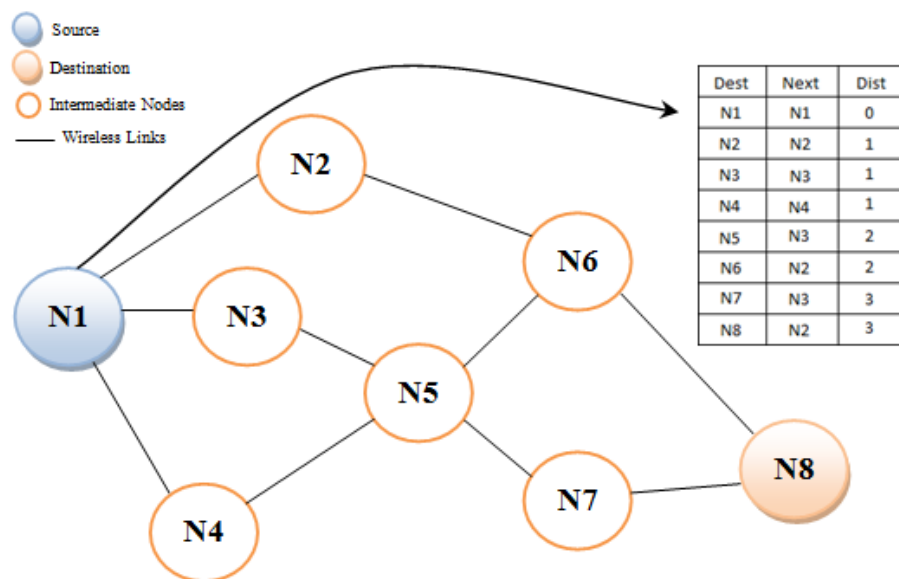 Source
Destination
Intermediate Nodes
Wireless Links
Dest Next Dist
N1 N1 0
N2 N2 1
N3 N3 1
N4 N4 1
N5 N3 2
N6 N2 2
N7 N3 3
N8 N2 3
N2
N6
N1
N3
N5
N8
N7
N4